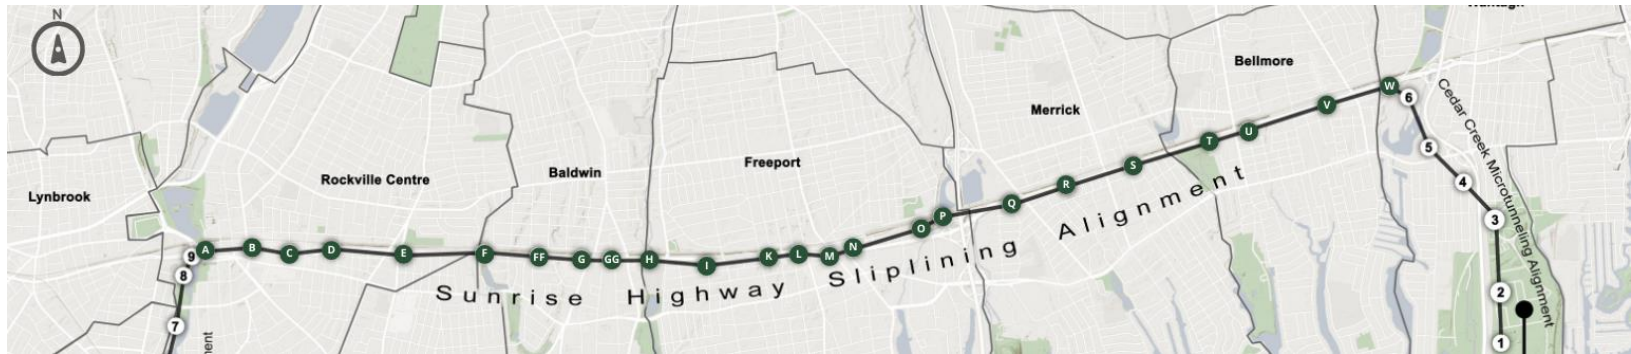 N
Wantagh
Bellmore
Merrick
Freeport
Baldwin
Rockville Centre
Lynbrook
A
B
C
D
E
F
FF
G
GG
H
I
K
L
M
N
O
P
Q
R
S
T
U
V
W
6
5
4
3
2
1
9
8
7
Sunrise Highway Sliplining Alignment
Cedar Creek Microtunneling Alignment